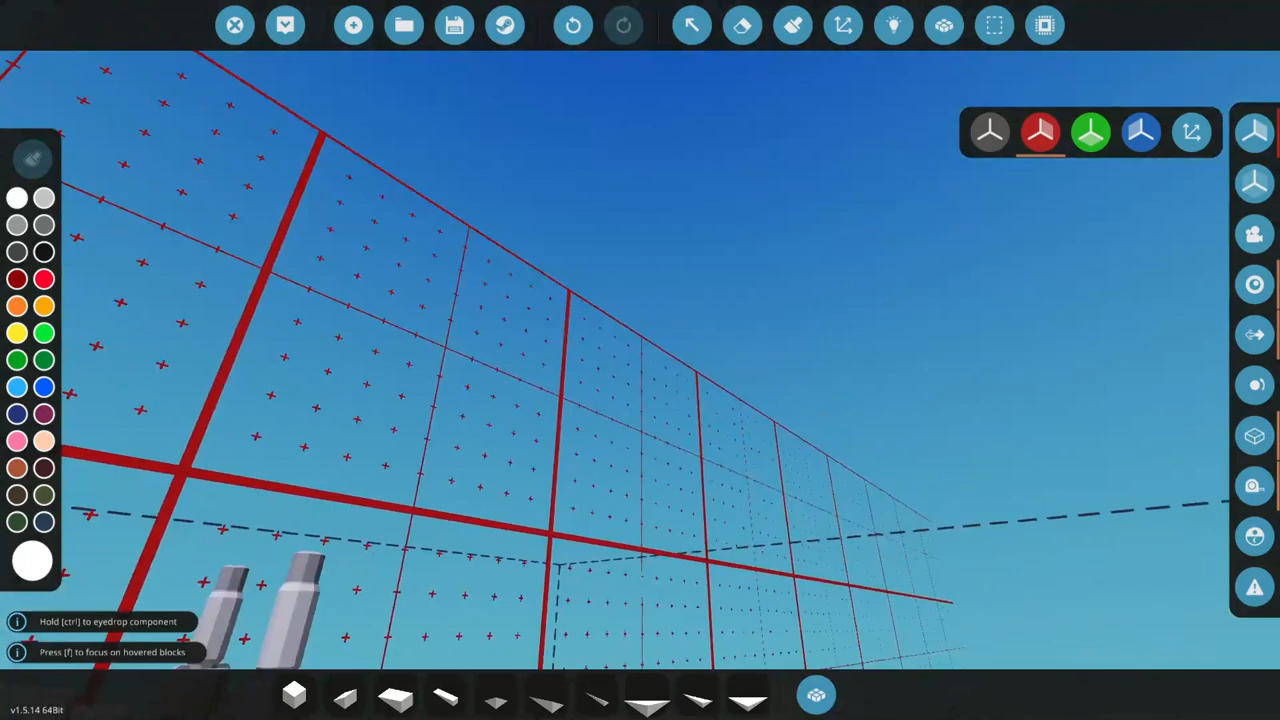 Hold [ctrl] to eyedrop component
Press [f] to focus on hovered blocks
v1.5.14 64Bit